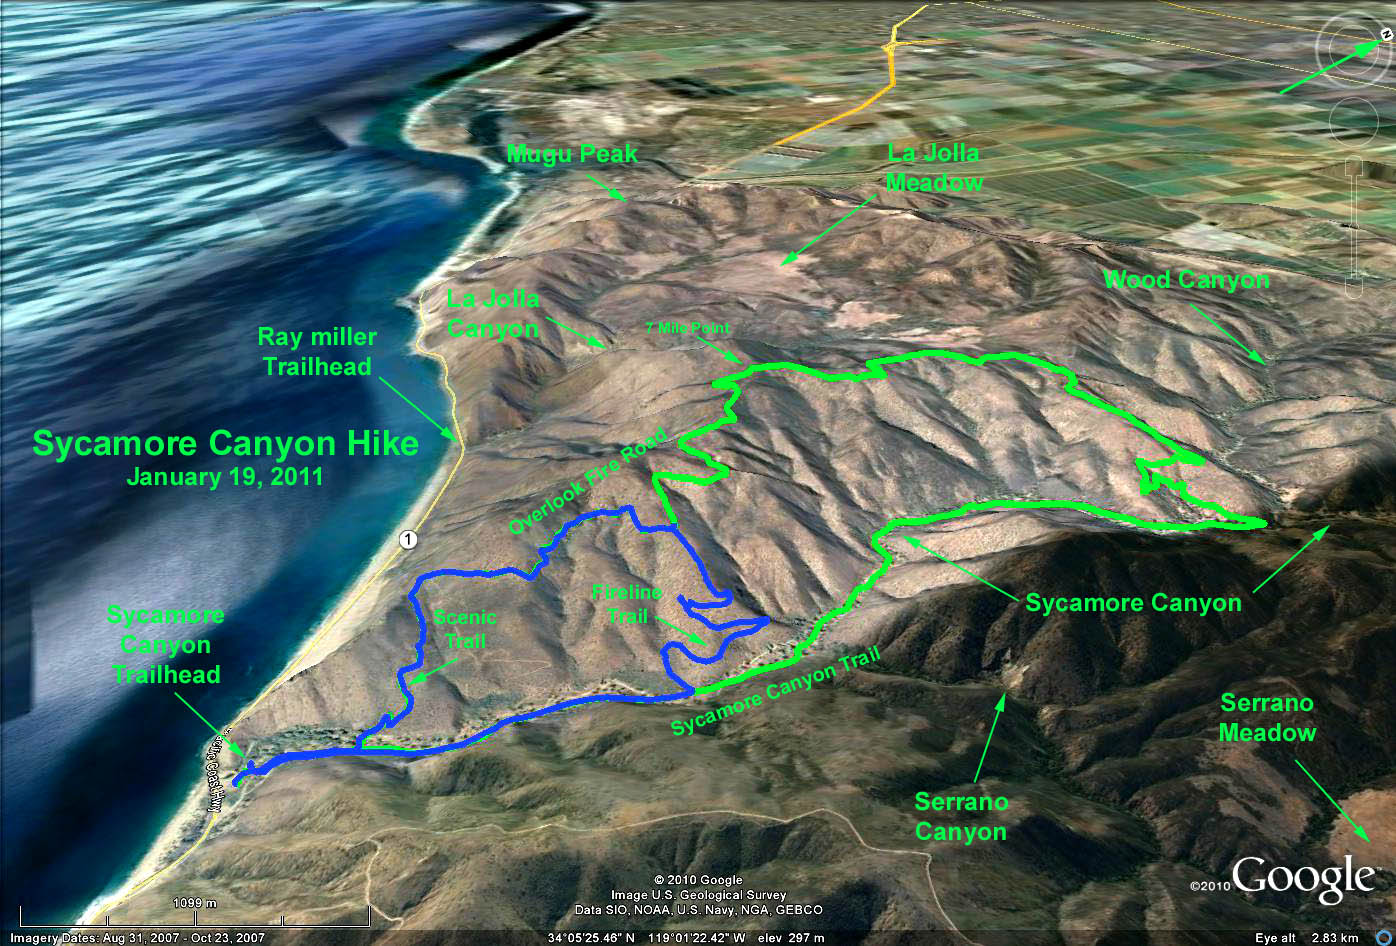 N
Mugu Peak
La Jolla
Meadow
Wood Canyon
La Jolla
Canyon
7 Mile Point
Ray miller
Trailhead
Sycamore Canyon Hike
January 19, 2011
Overlook Fire Road
1
Scenic
Trail
Fireline
Trail
Sycamore Canyon
Sycamore
Canyon
Trailhead
Sycamore Canyon Trail
Serrano
Meadow
Serrano
Canyon
Coast Hwy
©2010 Google
© 2010 Google
Image U.S. Geological Survey
Data SIO, NOAA, U.S. Navy, NGA, GEBCO
1099 m
Imagery Dates: Aug 31, 2007 - Oct 23, 2007
34°05'25.46" N 119°01'22.42" W elev 297 m
Eye alt 2.83 km